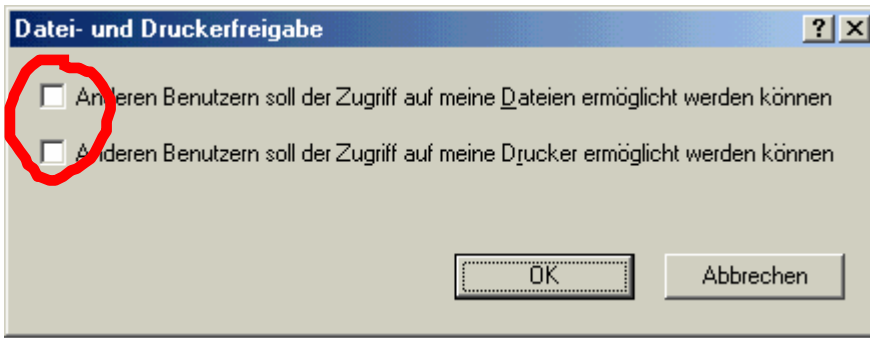 Datei- und Druckerfreigabe
Anderen Benutzern soll der Zugriff auf meine Dateien ermöglicht werden können
Anderen Benutzern soll der Zugriff auf meine Drucker ermöglicht werden können
OK Abbrechen